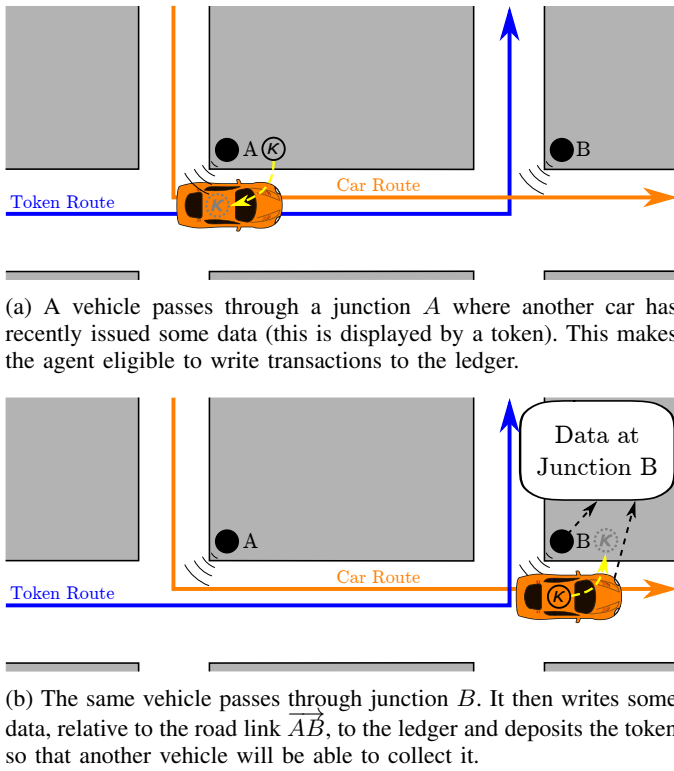 A K
B
K
Car Route
Token Route
(a) A vehicle passes through a junction A where another car has
recently issued some data (this is displayed by a token). This makes
the agent eligible to write transactions to the ledger.
Data at
Junction B
A
B K
Car Route
K
Token Route
(b) The same vehicle passes through junction B. It then writes some
data, relative to the road link AB, to the ledger and deposits the token
so that another vehicle will be able to collect it.